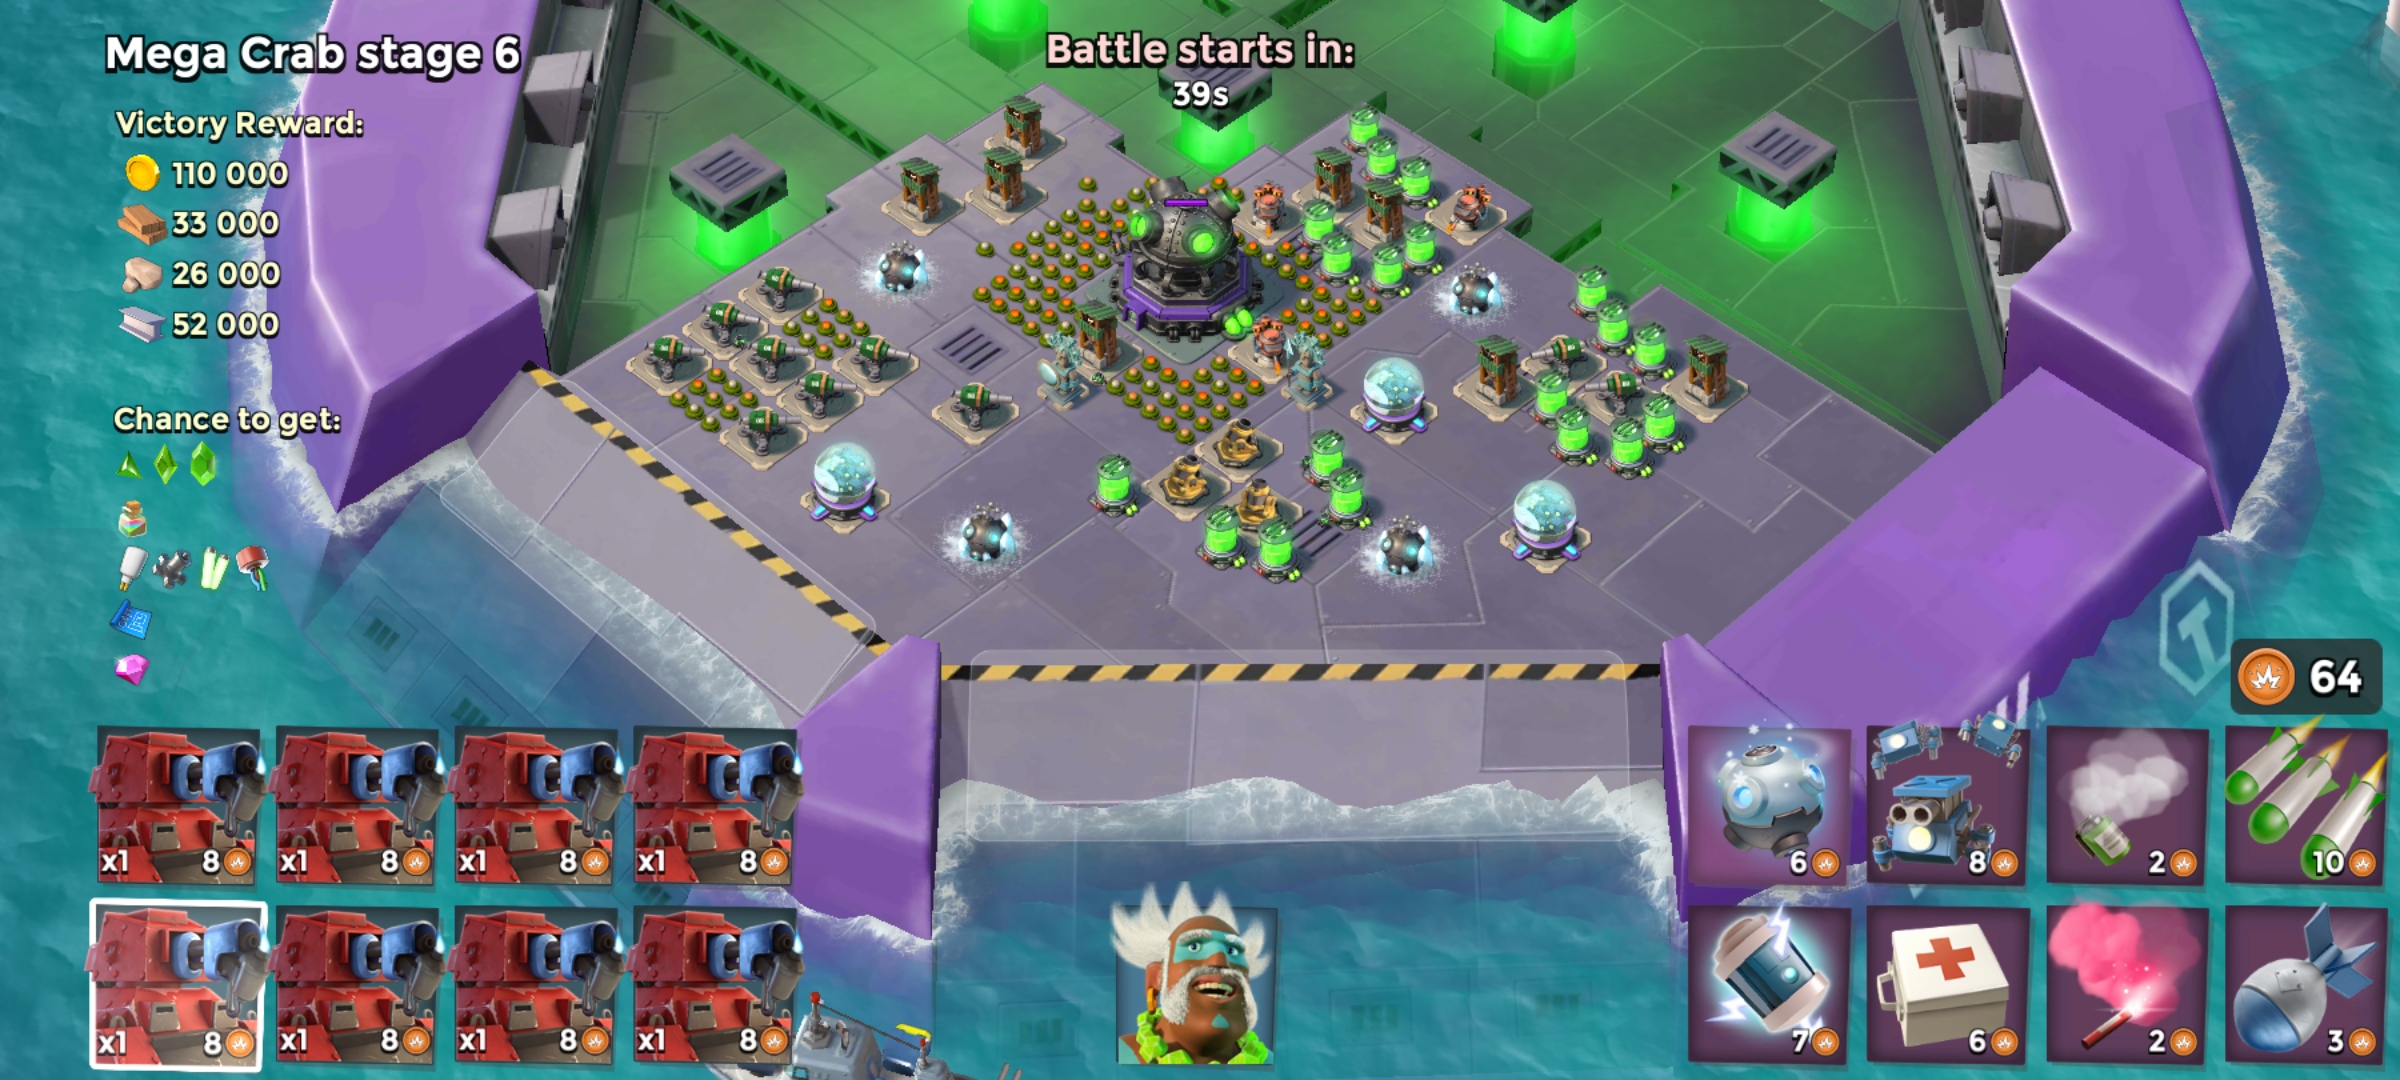 Mega Crab stage 6
Battle starts in:
39s
Victory Reward:
110 000
33 000
26 000
52 000
Chance to get:
64
x1 8
x1 8
x1 8
x1 8
6
8
2
10
x1 8
x1 8
x1 8
x1 8
7
6
2
3